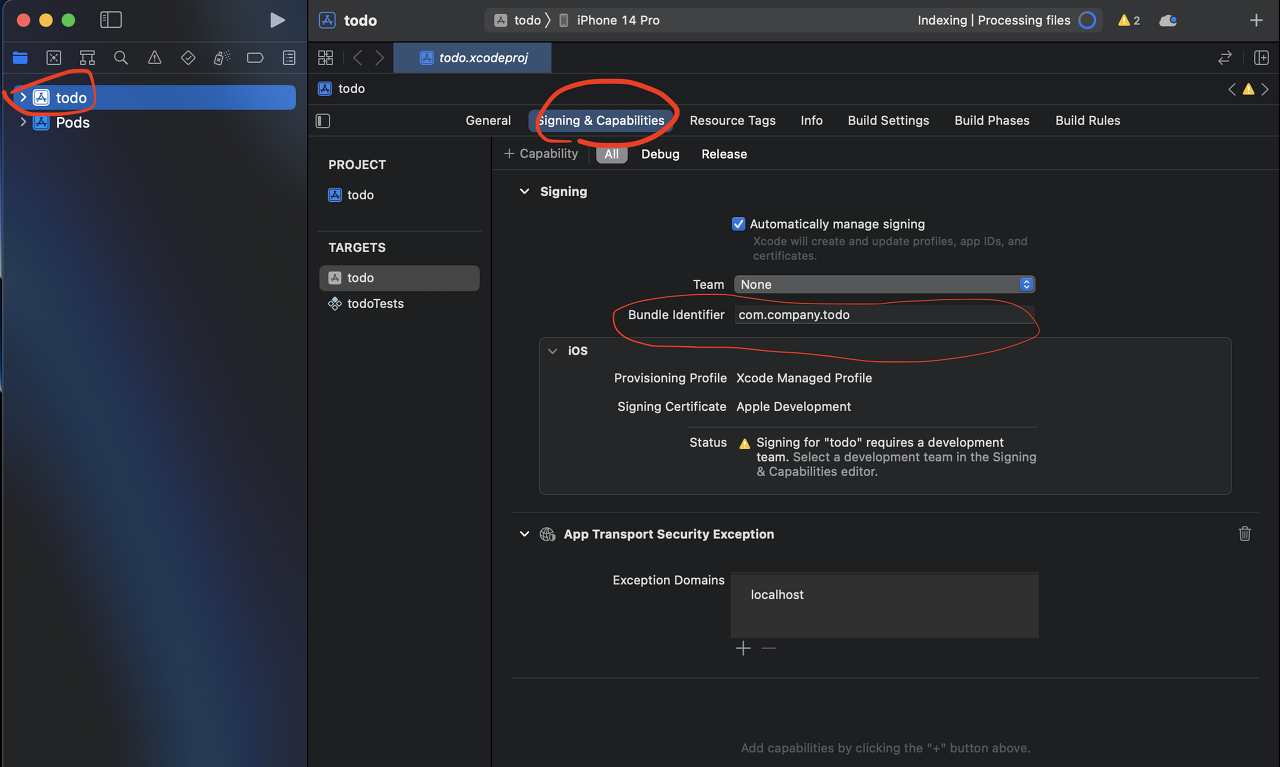 todo
todo 〉 iPhone 14 Pro
Indexing | Processing files
2
todo.xcodeproj
todo
Pods
todo
General
Signing & Capabilities
Resource Tags
Info
Build Settings
Build Phases
Build Rules
+ Capability
All
Debug
Release
PROJECT
todo
TARGETS
todo
todoTests
Signing
Automatically manage signing
Xcode will create and update profiles, app IDs, and
certificates.
Team None
Bundle Identifier com.company.todo
iOS
Provisioning Profile Xcode Managed Profile
Signing Certificate Apple Development
Status Signing for "todo" requires a development
team. Select a development team in the Signing
& Capabilities editor.
App Transport Security Exception
Exception Domains
localhost
Add capabilities by clicking the "+" button above.